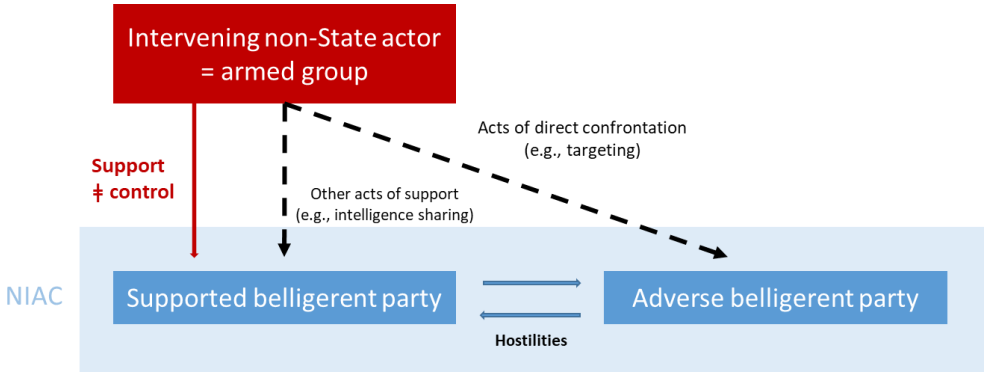 Intervening non-State actor
= armed group
Acts of direct confrontation
(e.g., targeting)
Support
ǂ control
Other acts of support
(e.g., intelligence sharing)
NIAC
Supported belligerent party
Adverse belligerent party
Hostilities